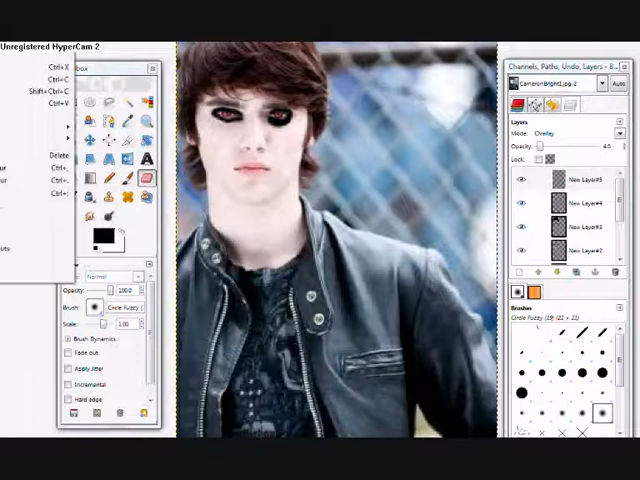 Unregistered HyperCam 2
Ctrl+X
Ctrl+C
Shift+Ctrl+C
Ctrl+V
Delete
Ctrl+,
Ctrl+.
Ctrl+;
Normal
Opacity:
100.0
Brush:
Circle Fuzzy (
Scale:
1.00
Brush Dynamics
Fade out
Apply Jitter
Incremental
Hard edge
Channels, Paths, Undo, Layers - B...
CameronBright1.jpg-2
Auto
Layers
Mode: Overlay
Opacity:
4.0
Lock:
New Layer#5
New Layer#4
New Layer#3
New Layer#2
Brushes
Circle Fuzzy (19) (21 × 21)